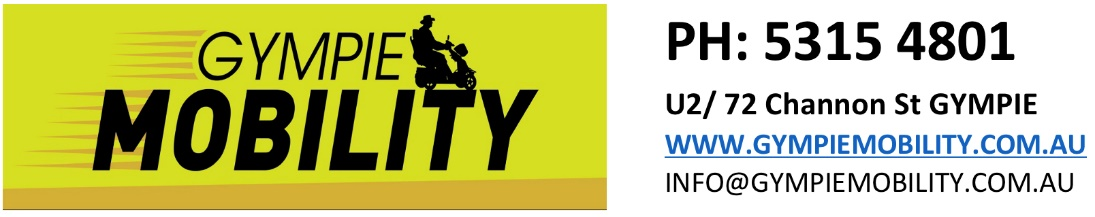 GYMPIE
MOBILITY
PH: 5315 4801
U2/ 72 Channon St GYMPIE
WWW.GYMPIEMOBILITY.COM.AU
INFO@GYMPIEMOBILITY.COM.AU